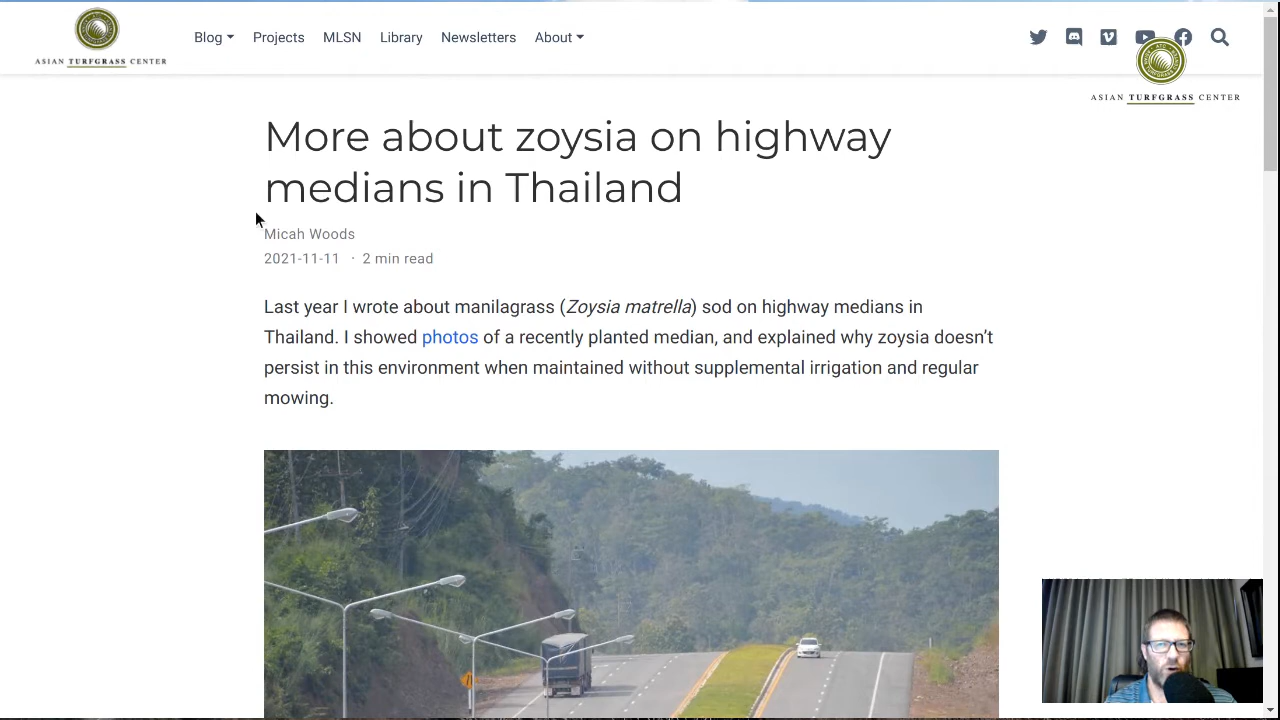 Blog Projects MLSN Library Newsletters About
ASIAN TURFGRASS CENTER
ASIAN TURFGRASS CENTER
More about zoysia on highway
medians in Thailand
Micah Woods
2021-11-11 · 2 min read
Last year I wrote about manilagrass (Zoysia matrella) sod on highway medians in
Thailand. I showed photos of a recently planted median, and explained why zoysia doesn’t
persist in this environment when maintained without supplemental irrigation and regular
mowing.